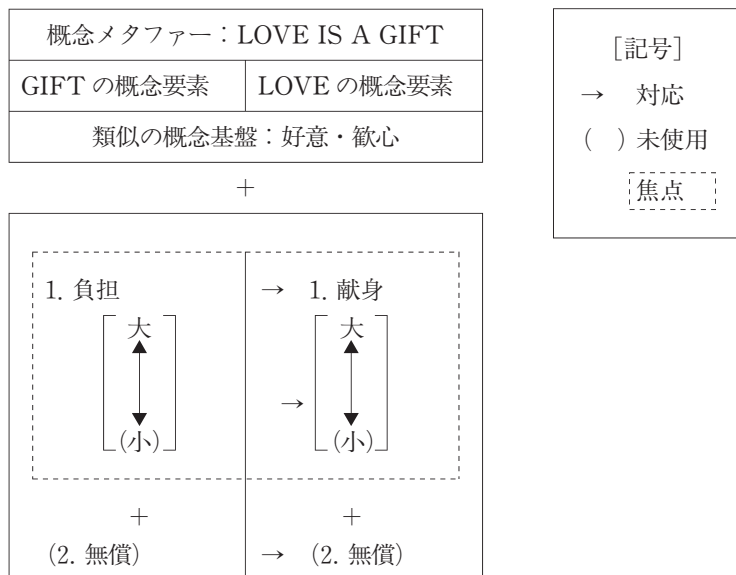 概念メタファー：LOVE IS A GIFT
GIFT の概念要素 LOVE の概念要素
類似の概念基盤：好意・歓心
+
1. 負担 → 1. 献身
大 大
→
(小) (小)
+ +
(2. 無償) → (2. 無償)
［記号］
→ 対応
( ) 未使用
焦点